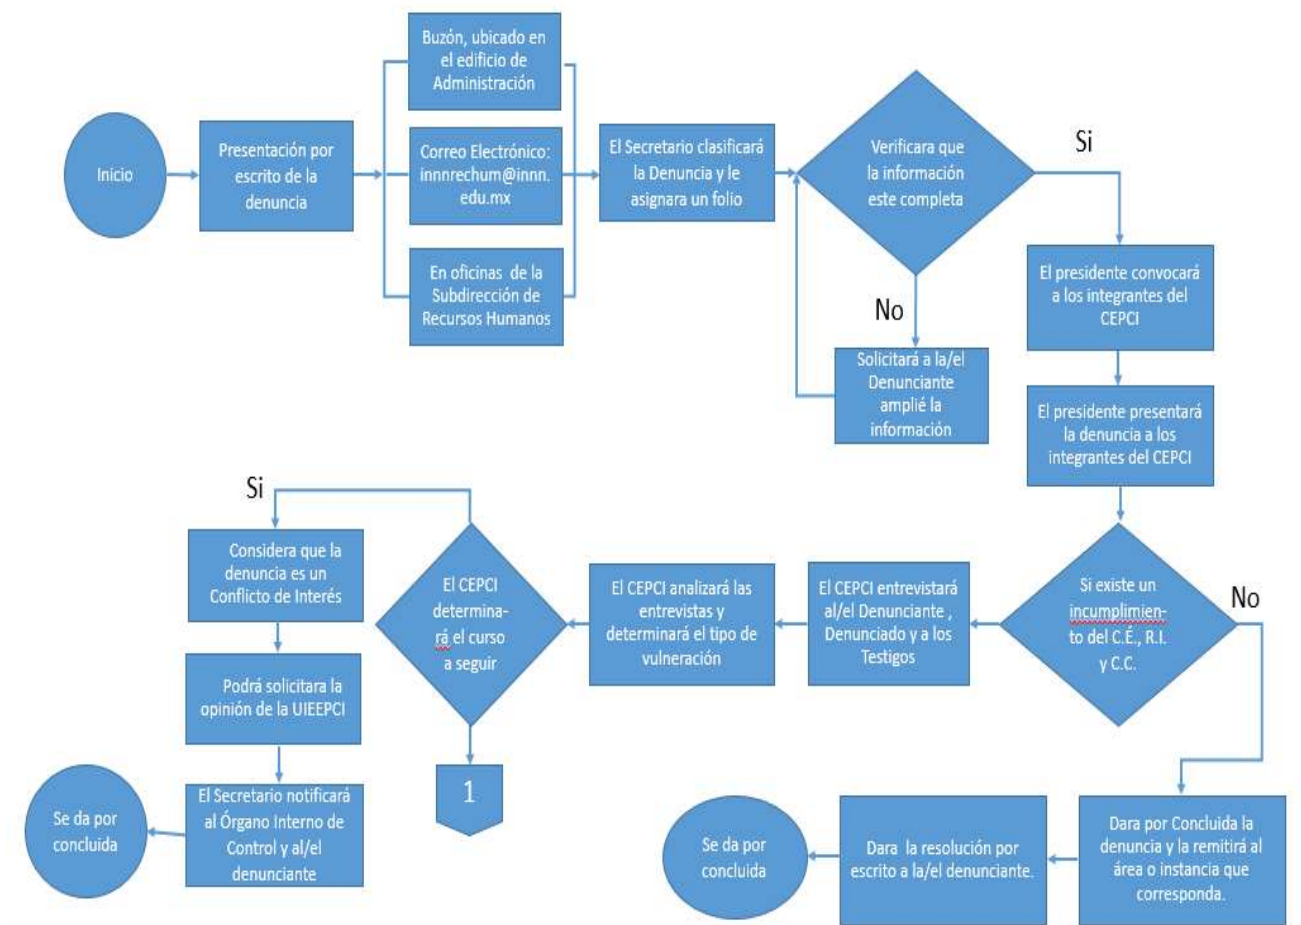 Inicio
Presentación por
escrito de la
denuncia
Buzón, ubicado en
el edificio de
Administración
Correo Electrónico:
innnrechum@innn.
edu.mx
En oficinas de la
Subdirección de
Recursos Humanos
El Secretario clasificará
la Denuncia y le
asignara un folio
Verificara que
la información
este completa
Si
No
Solicitará a la/el
Denunciante
amplié la
información
El presidente convocará
a los integrantes del
CEPCI
El presidente presentará
la denuncia a los
integrantes del CEPCI
Si existe un
incumplimien-
to del C.É., R.I.
y C.C.
No
El CEPCI entrevistará
al/el Denunciante ,
Denunciado y a los
Testigos
El CEPCI analizará las
entrevistas y
determinará el tipo de
vulneración
El CEPCI
determina-
rá el curso
a seguir
Si
Considera que la
denuncia es un
Conflicto de Interés
Podrá solicitara la
opinión de la UIEEPCI
El Secretario notificará
al Órgano Interno de
Control y al/el
denunciante
Se da por
concluida
1
Dara por Concluida la
denuncia y la remitirá al
área o instancia que
corresponda.
Dara la resolución por
escrito a la/el denunciante.
Se da por
concluida